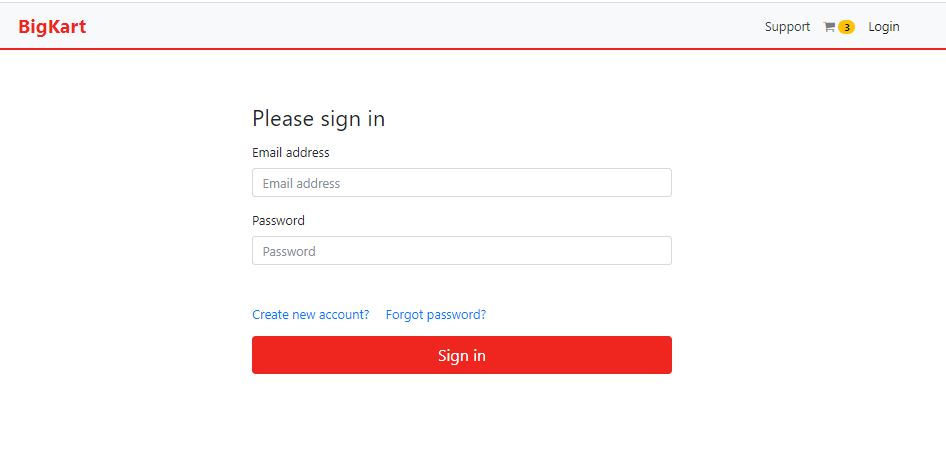 BigKart Support 3 Login
Please sign in
Email address
Email address
Password
Password
Create new account? Forgot password?
Sign in